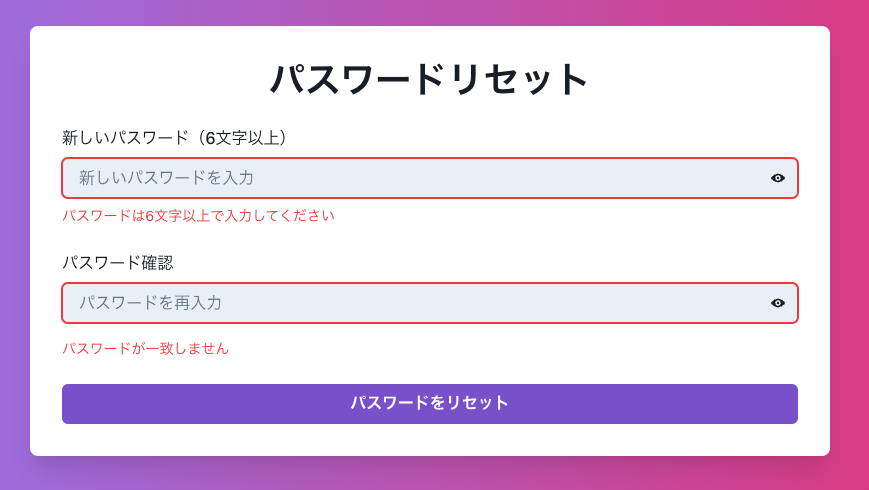 パスワードリセット
新しいパスワード（6文字以上）
新しいパスワードを入力
パスワードは6文字以上で入力してください
パスワード確認
パスワードを再入力
パスワードが一致しません
パスワードをリセット